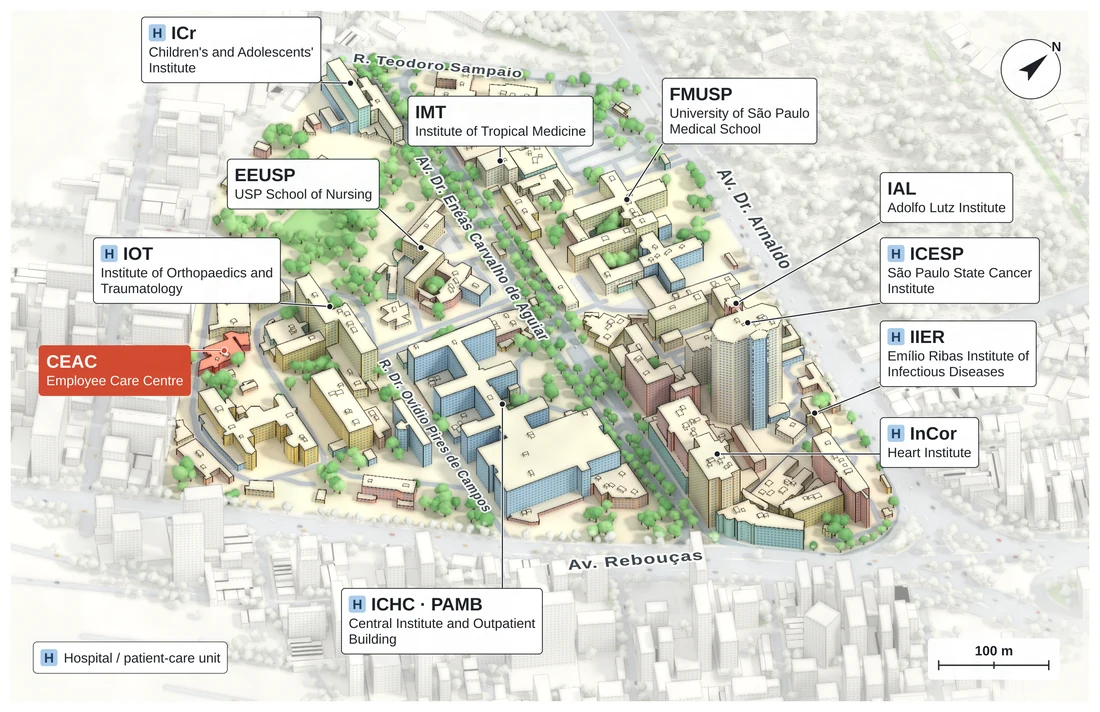 H ICr
Children's and Adolescents'
Institute
R. Teodoro Sampaio
N
IMT
Institute of Tropical Medicine
FMUSP
University of São Paulo
Medical School
EEUSP
USP School of Nursing
Av. Dr. Enéas Carvalho de Aguiar
Av. Dr. Arnaldo
IAL
Adolfo Lutz Institute
H IOT
Institute of Orthopaedics and
Traumatology
H ICESP
São Paulo State Cancer
Institute
CEAC
Employee Care Centre
H IIER
Emílio Ribas Institute of
Infectious Diseases
R. Dr. Ovídio Pires de Campos
H InCor
Heart Institute
Av. Rebouças
H ICHC · PAMB
Central Institute and Outpatient
Building
H Hospital / patient-care unit
100 m